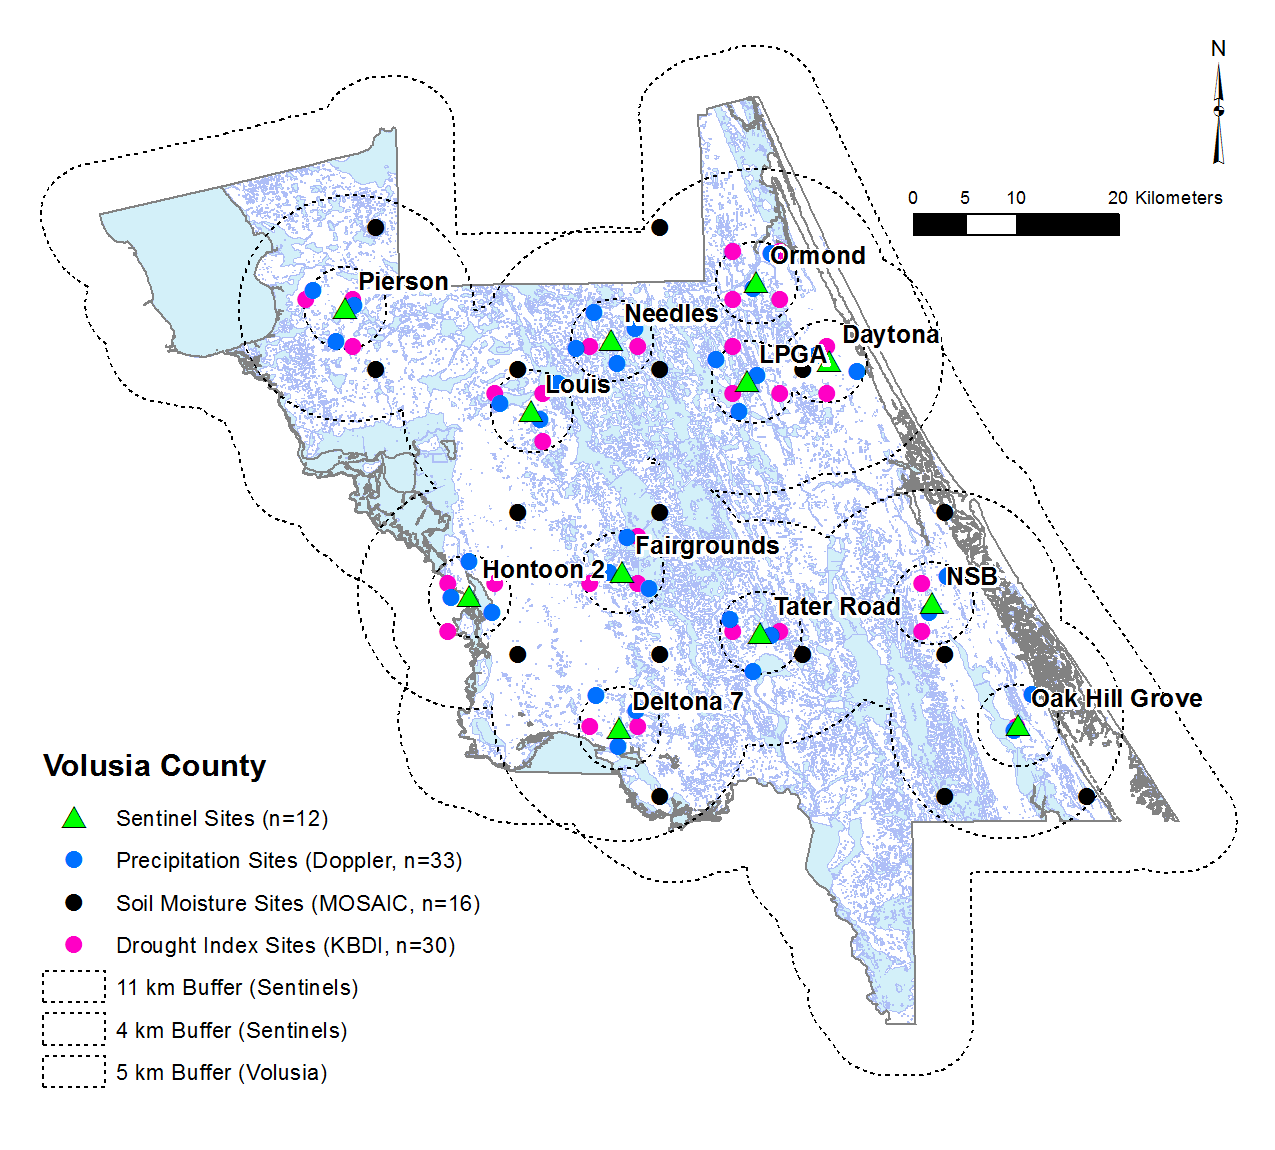 N
0 5 10 20 Kilometers
Ormond
Pierson
Needles
Daytona
LPGA
Louis
Fairgrounds
Hontoon 2
NSB
Tater Road
Deltona 7
Oak Hill Grove
Volusia County
Sentinel Sites (n=12)
Precipitation Sites (Doppler, n=33)
Soil Moisture Sites (MOSAIC, n=16)
Drought Index Sites (KBDI, n=30)
11 km Buffer (Sentinels)
4 km Buffer (Sentinels)
5 km Buffer (Volusia)